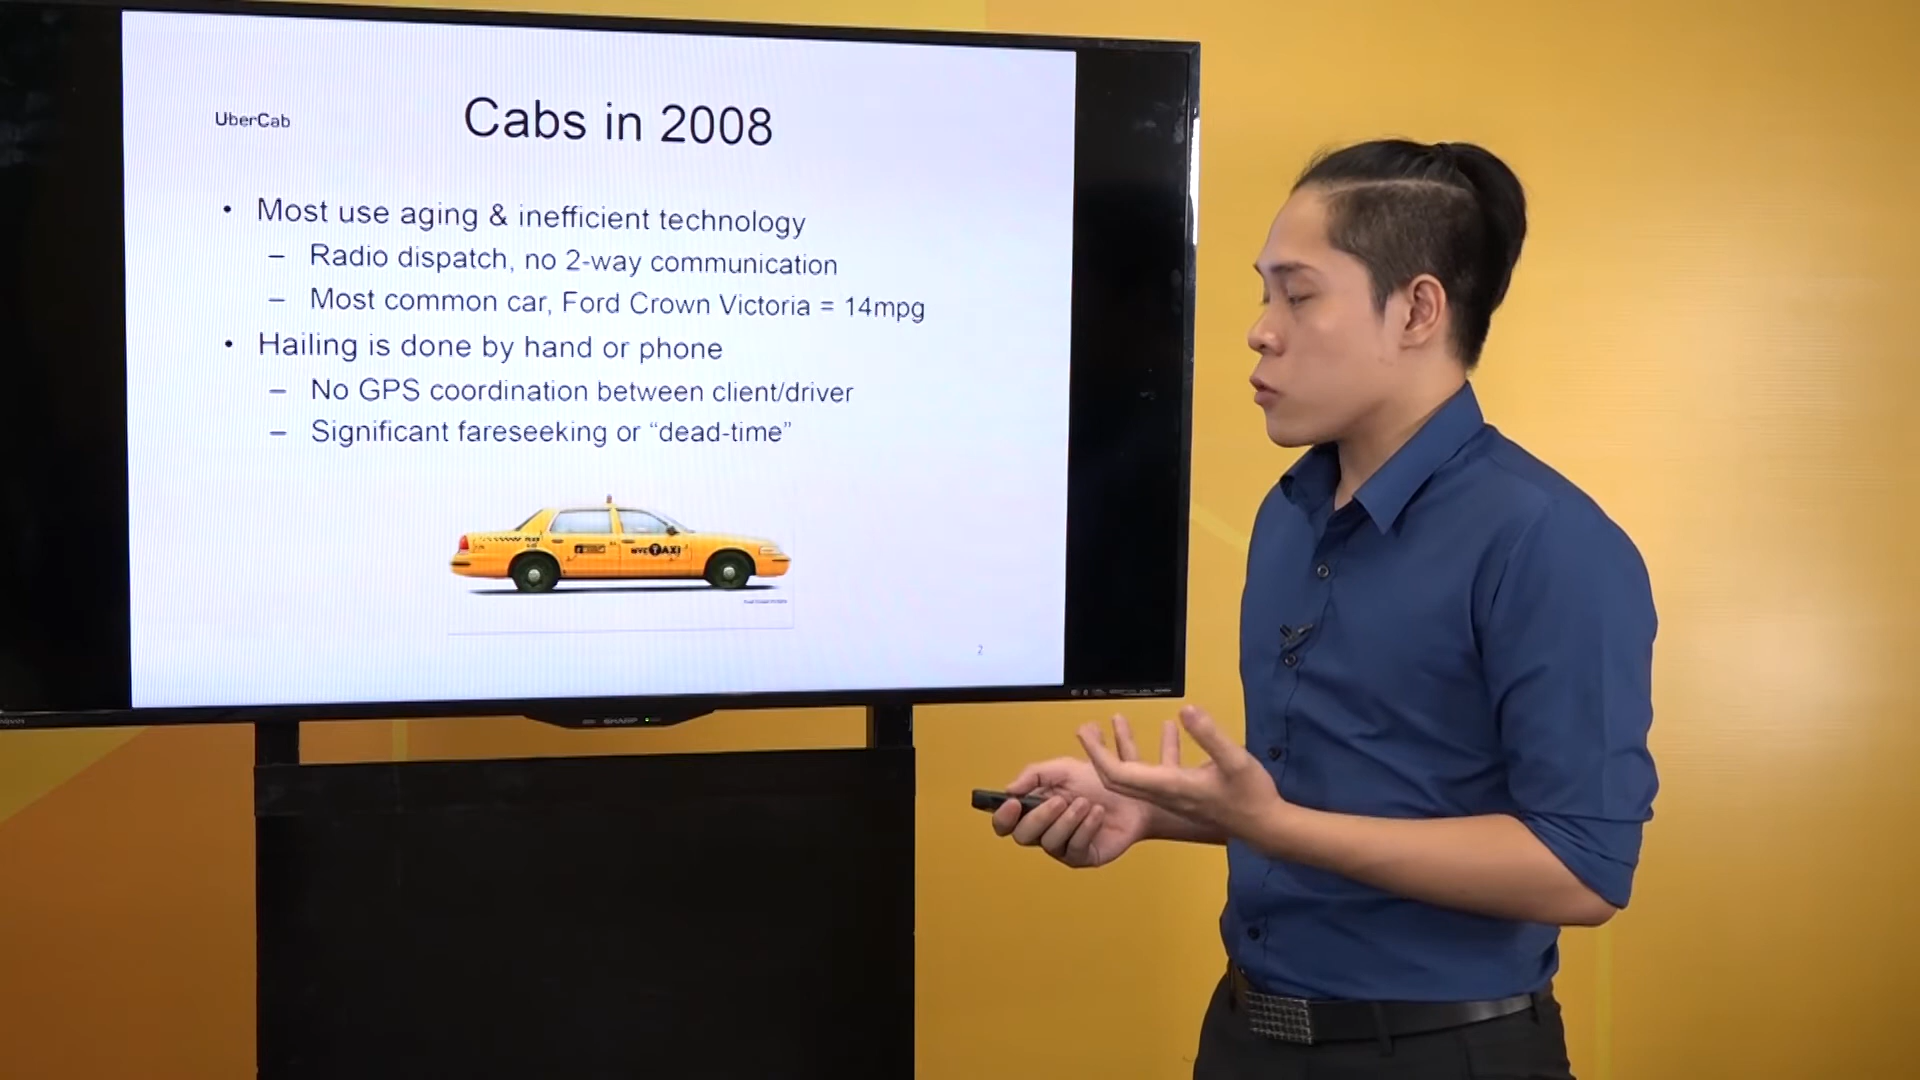 UberCab
Cabs in 2008
• Most use aging & inefficient technology
– Radio dispatch, no 2-way communication
– Most common car, Ford Crown Victoria = 14mpg
• Hailing is done by hand or phone
– No GPS coordination between client/driver
– Significant fareseeking or “dead-time”
NYC TAXI
2
SHARP